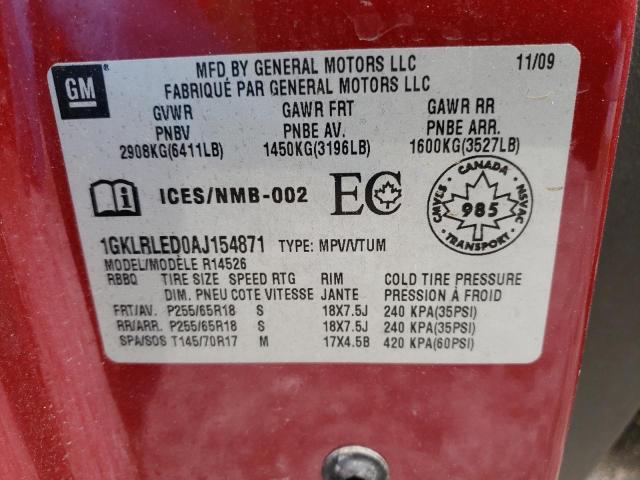 GM
MFD BY GENERAL MOTORS LLC 11/09
FABRIQUÉ PAR GENERAL MOTORS LLC
GVWR GAWR FRT GAWR RR
PNBV PNBE AV. PNBE ARR.
2908KG(6411LB) 1450KG(3196LB) 1600KG(3527LB)
i ICES/NMB-002 EC
CANADA
CMVSS 985 NSVAC
TRANSPORT
1GKLRLED0AJ154871 TYPE: MPV/VTUM
MODEL/MODÈLE R14526
RBBQ TIRE SIZE SPEED RTG RIM COLD TIRE PRESSURE
DIM. PNEU COTE VITESSE JANTE PRESSION À FROID
FRT/AV. P255/65R18 S 18X7.5J 240 KPA(35PSI)
RR/ARR. P255/65R18 S 18X7.5J 240 KPA(35PSI)
SPA/SOS T145/70R17 M 17X4.5B 420 KPA(60PSI)